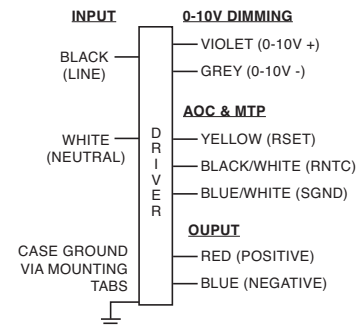 INPUT
BLACK
(LINE)
WHITE
(NEUTRAL)
CASE GROUND
VIA MOUNTING
TABS
DRIVER
0-10V DIMMING
VIOLET (0-10V +)
GREY (0-10V -)
AOC & MTP
YELLOW (RSET)
BLACK/WHITE (RNTC)
BLUE/WHITE (SGND)
OUPUT
RED (POSITIVE)
BLUE (NEGATIVE)